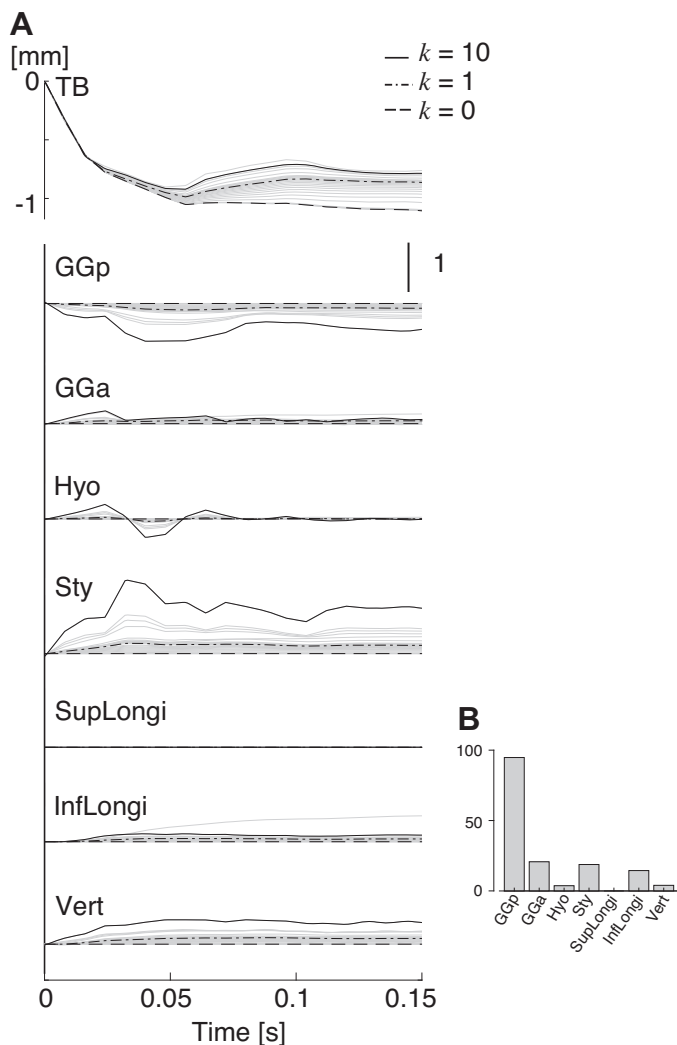 A
[mm]
0
TB
-1
k = 10
k = 1
k = 0
GGp
1
GGa
Hyo
Sty
SupLongi
InfLongi
Vert
0
0.05
0.1
0.15
Time [s]
B
100
50
0
GGp
GGa
Hyo
Sty
SupLongi
InfLongi
Vert